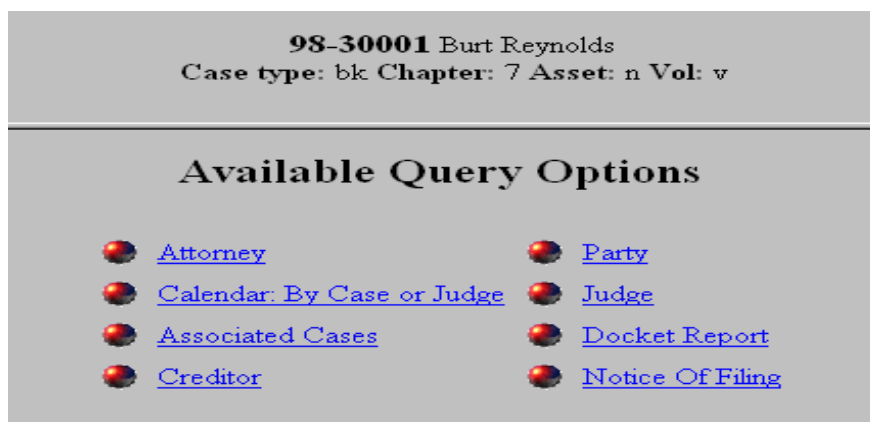 98-30001 Burt Reynolds
Case type: bk Chapter: 7 Asset: n Vol: v
Available Query Options
Attorney
Party
Calendar: By Case or Judge
Judge
Associated Cases
Docket Report
Creditor
Notice Of Filing